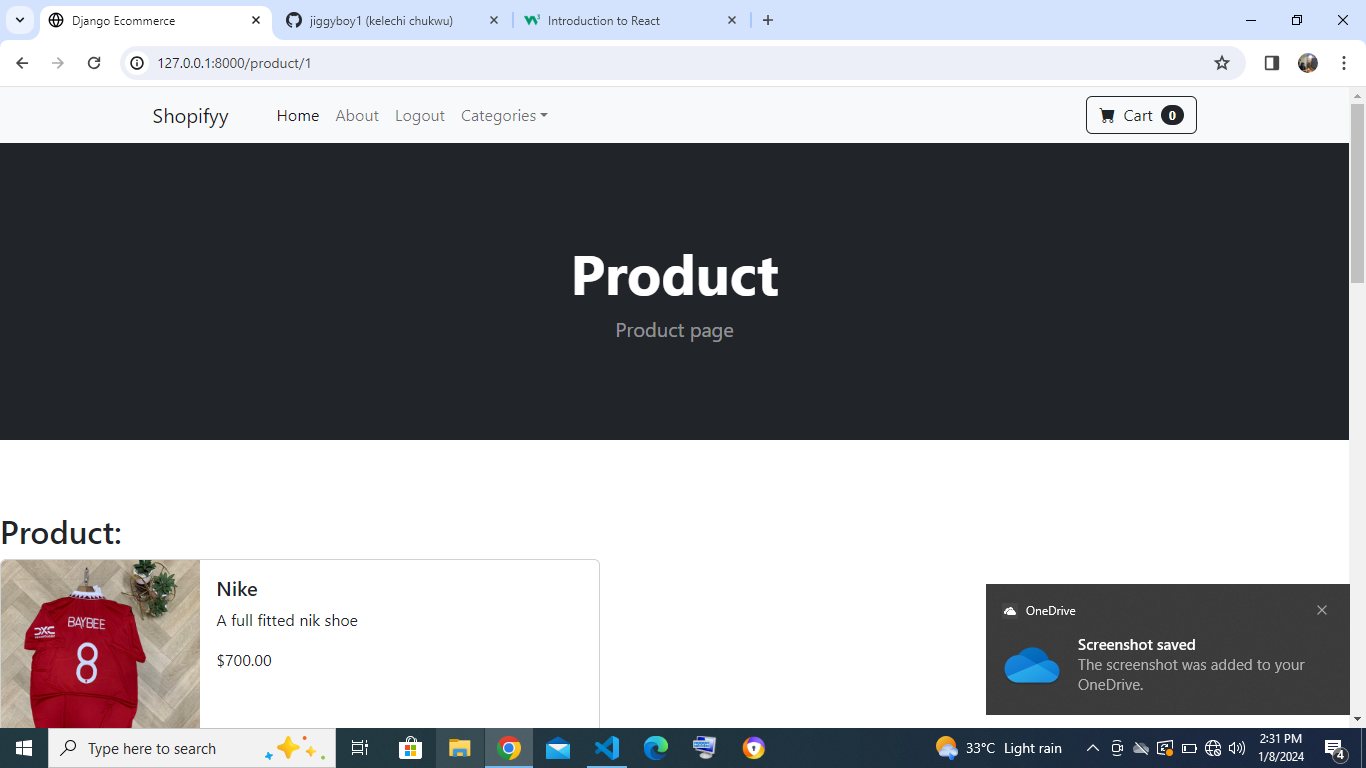 Django Ecommerce
jiggyboy1 (kelechi chukwu)
Introduction to React
127.0.0.1:8000/product/1
Shopifyy
Home
About
Logout
Categories
Cart 0
Product
Product page
Product:
BAYBEE
8
DXC
Nike
A full fitted nik shoe
$700.00
OneDrive
Screenshot saved
The screenshot was added to your
OneDrive.
Type here to search
33°C Light rain
2:31 PM
1/8/2024
4